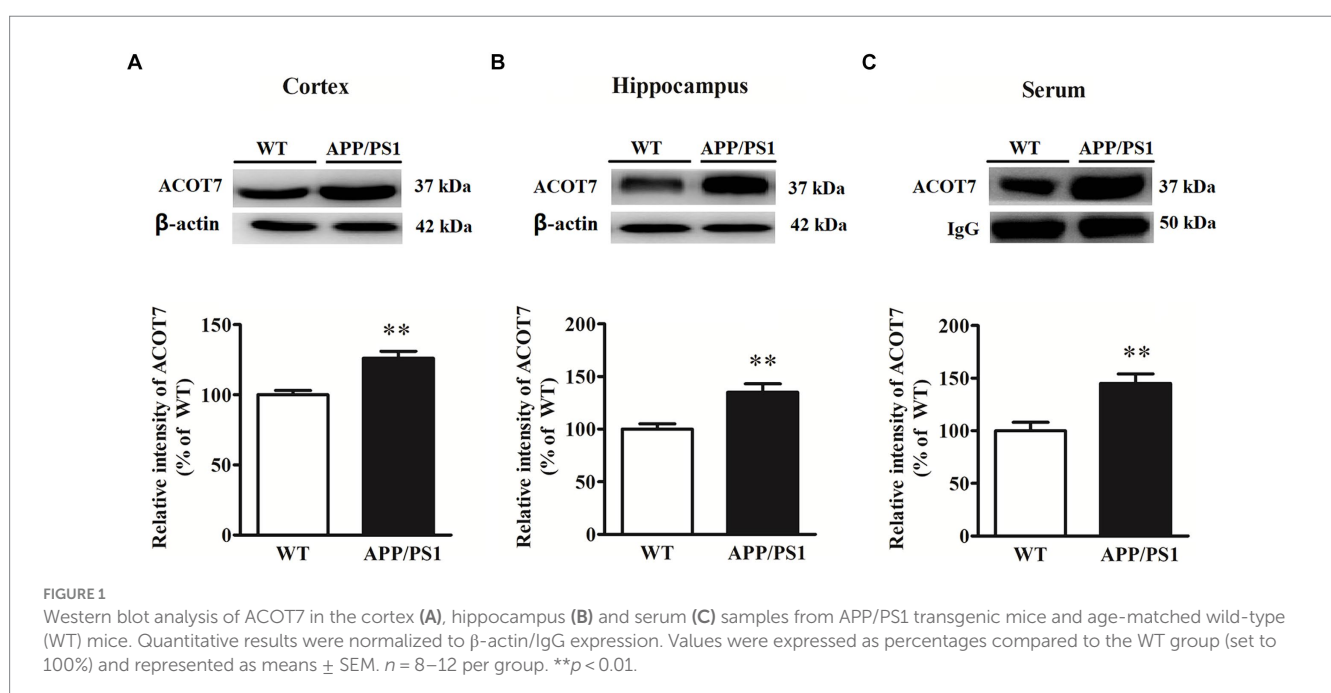 A
Cortex
WT APP/PS1
ACOT7 37 kDa
β-actin 42 kDa
Relative intensity of ACOT7
(% of WT)
150
100
50
0
**
WT APP/PS1
B
Hippocampus
WT APP/PS1
ACOT7 37 kDa
β-actin 42 kDa
Relative intensity of ACOT7
(% of WT)
200
150
100
50
0
**
WT APP/PS1
C
Serum
WT APP/PS1
ACOT7 37 kDa
IgG 50 kDa
Relative intensity of ACOT7
(% of WT)
200
150
100
50
0
**
WT APP/PS1
FIGURE 1
Western blot analysis of ACOT7 in the cortex (A), hippocampus (B) and serum (C) samples from APP/PS1 transgenic mice and age-matched wild-type
(WT) mice. Quantitative results were normalized to β-actin/IgG expression. Values were expressed as percentages compared to the WT group (set to
100%) and represented as means ± SEM. n = 8–12 per group. **p < 0.01.